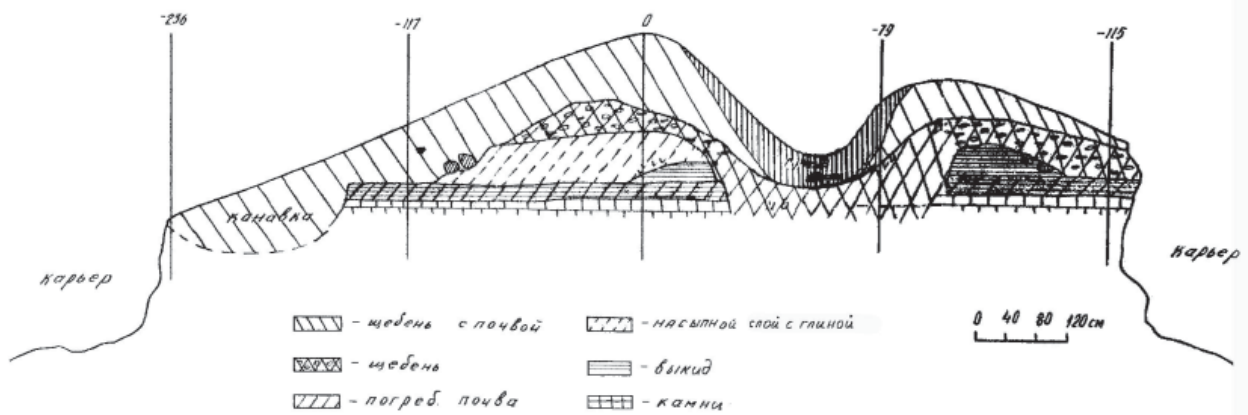 -236 -117 0 -79 -115
канавка
карьер
карьер
- щебень с почвой
- насыпной слой с глиной
- щебень
- выкид
- погреб. почва
- камни
0 40 80 120 см